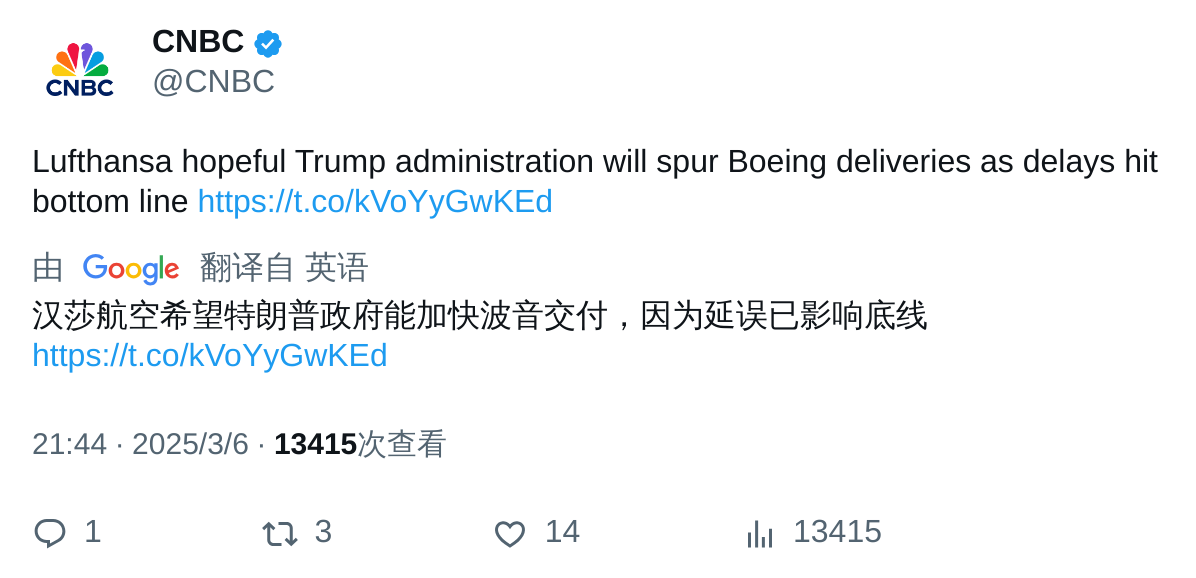 CNBC
CNBC
@CNBC
Lufthansa hopeful Trump administration will spur Boeing deliveries as delays hit
bottom line https://t.co/kVoYyGwKEd
由 Google 翻译自 英语
汉莎航空希望特朗普政府能加快波音交付，因为延误已影响底线
https://t.co/kVoYyGwKEd
21:44 · 2025/3/6 · 13415次查看
1 3 14 13415